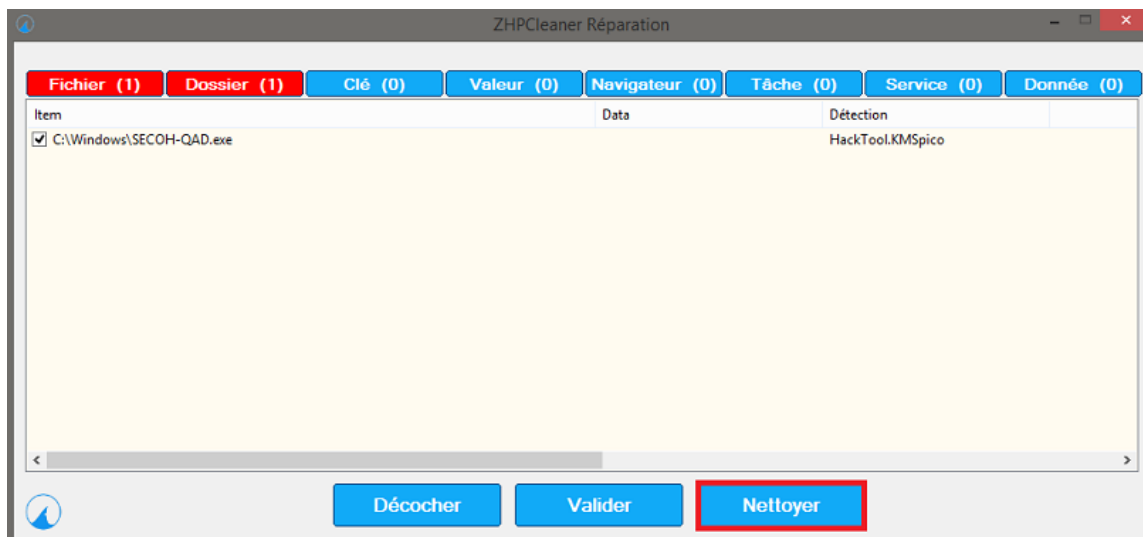 ZHPCleaner Réparation
Fichier (1) Dossier (1) Clé (0) Valeur (0) Navigateur (0) Tâche (0) Service (0) Donnée (0)
Item Data Détection
C:\Windows\SECOH-QAD.exe HackTool.KMSpico
Décocher Valider Nettoyer